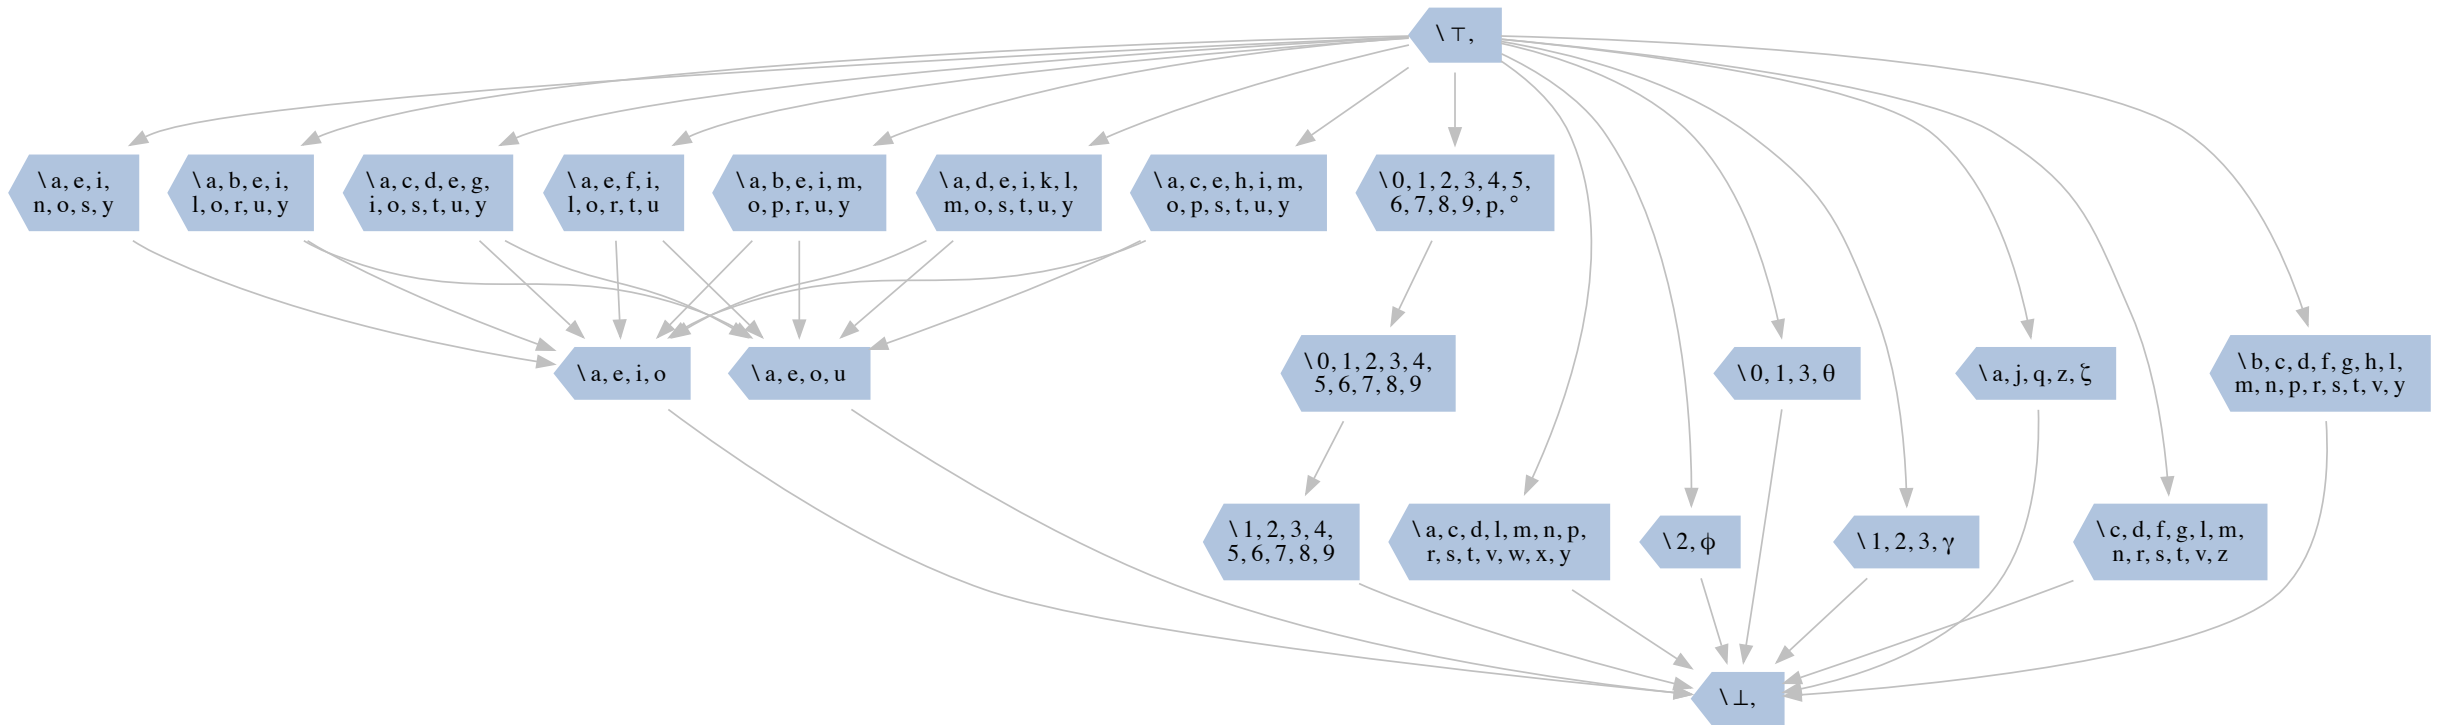 \ ⊤,
\ a, e, i,
n, o, s, y
\ a, b, e, i,
l, o, r, u, y
\ a, c, d, e, g,
i, o, s, t, u, y
\ a, e, f, i,
l, o, r, t, u
\ a, b, e, i, m,
o, p, r, u, y
\ a, d, e, i, k, l,
m, o, s, t, u, y
\ a, c, e, h, i, m,
o, p, s, t, u, y
\ 0, 1, 2, 3, 4, 5,
6, 7, 8, 9, p, °
\ a, e, i, o
\ a, e, o, u
\ 0, 1, 2, 3, 4,
5, 6, 7, 8, 9
\ 0, 1, 3, θ
\ a, j, q, z, ζ
\ b, c, d, f, g, h, l,
m, n, p, r, s, t, v, y
\ 1, 2, 3, 4,
5, 6, 7, 8, 9
\ a, c, d, l, m, n, p,
r, s, t, v, w, x, y
\ 2, ϕ
\ 1, 2, 3, γ
\ c, d, f, g, l, m,
n, r, s, t, v, z
\ ⊥,